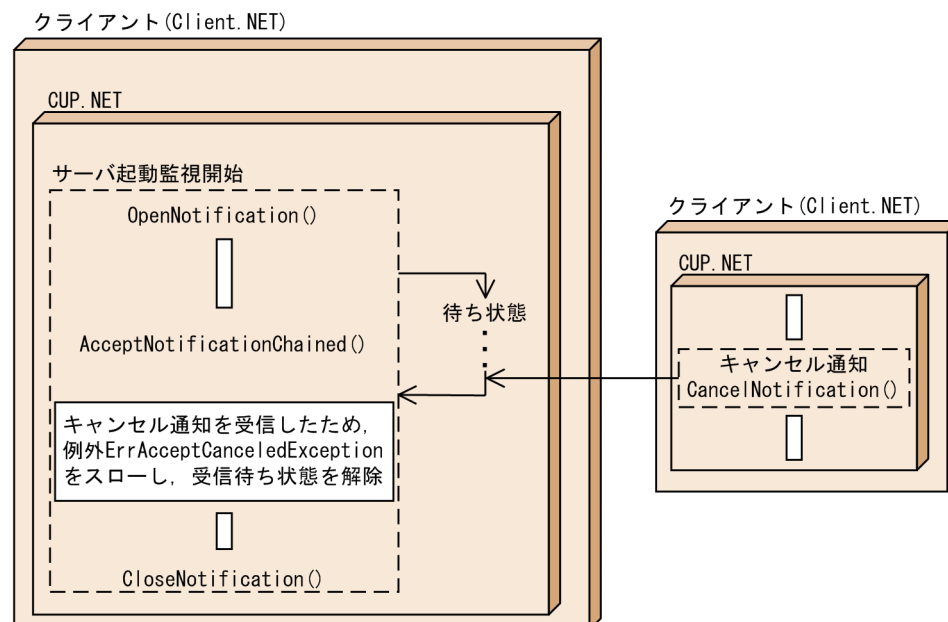 クライアント(Client.NET)
CUP.NET
サーバ起動監視開始
OpenNotification()
待ち状態
AcceptNotificationChained()
キャンセル通知を受信したため，
例外ErrAcceptCanceledException
をスローし，受信待ち状態を解除
CloseNotification()
クライアント(Client.NET)
CUP.NET
キャンセル通知
CancelNotification()